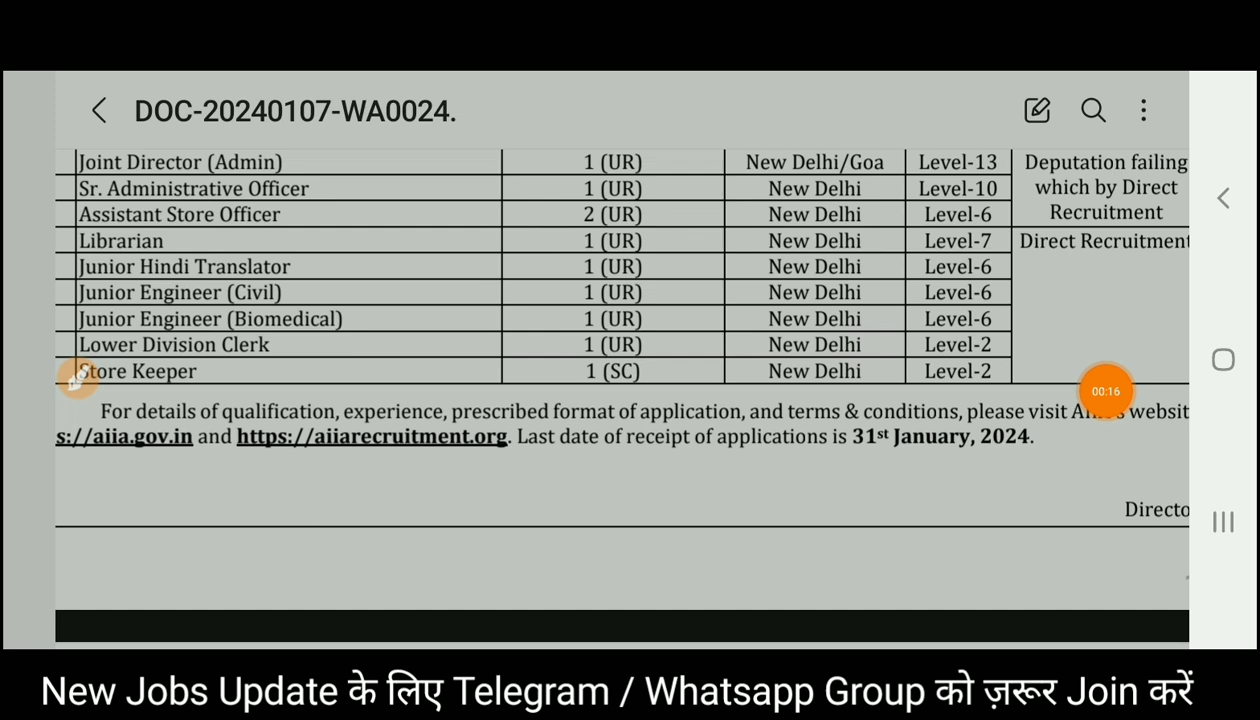 DOC-20240107-WA0024.
Joint Director (Admin) 1 (UR) New Delhi/Goa Level-13 Deputation failing
Sr. Administrative Officer 1 (UR) New Delhi Level-10 which by Direct
Assistant Store Officer 2 (UR) New Delhi Level-6 Recruitment
Librarian 1 (UR) New Delhi Level-7 Direct Recruitment
Junior Hindi Translator 1 (UR) New Delhi Level-6
Junior Engineer (Civil) 1 (UR) New Delhi Level-6
Junior Engineer (Biomedical) 1 (UR) New Delhi Level-6
Lower Division Clerk 1 (UR) New Delhi Level-2
Store Keeper 1 (SC) New Delhi Level-2
00:16
For details of qualification, experience, prescribed format of application, and terms & conditions, please visit websit
s://aiia.gov.in and https://aiiarecruitment.org. Last date of receipt of applications is 31st January, 2024.
Directo
New Jobs Update के लिए Telegram / Whatsapp Group को ज़रूर Join करें